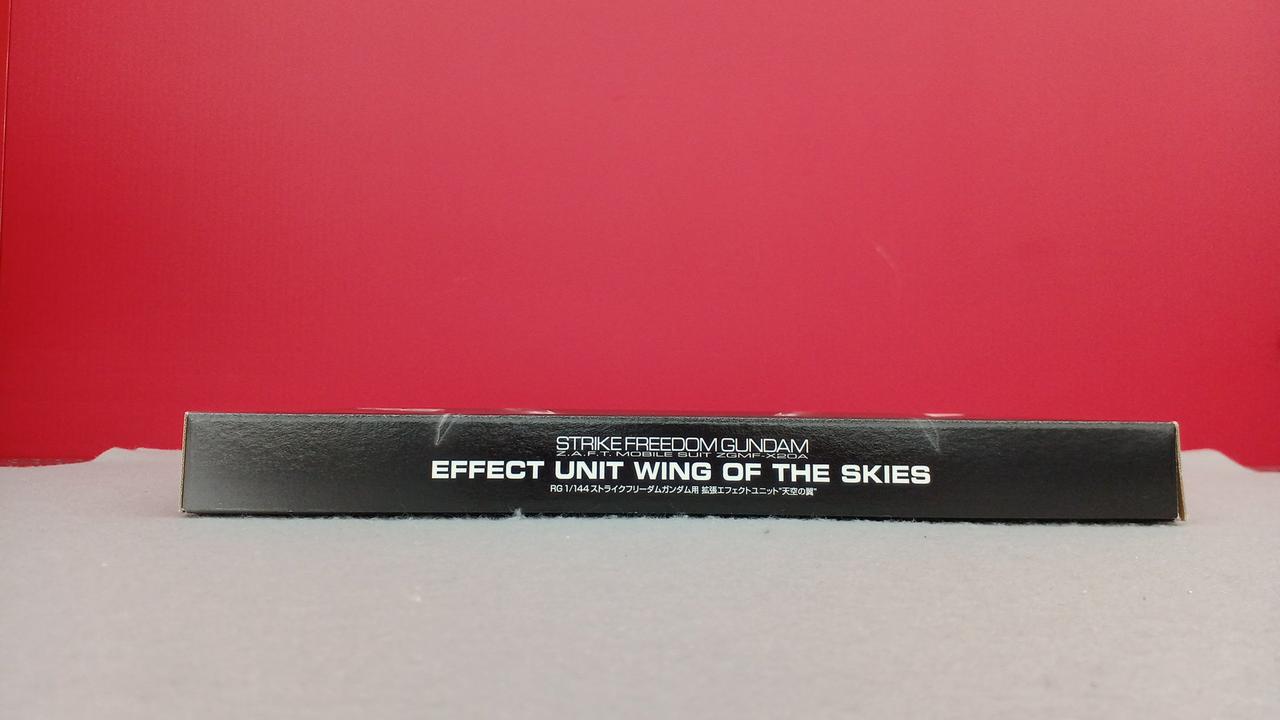 STRIKE FREEDOM GUNDAM
Z.A.F.T. MOBILE SUIT ZGMF-X20A
EFFECT UNIT WING OF THE SKIES
RG 1/144 ストライクフリーダムガンダム用 拡張エフェクトユニット"天空の翼"